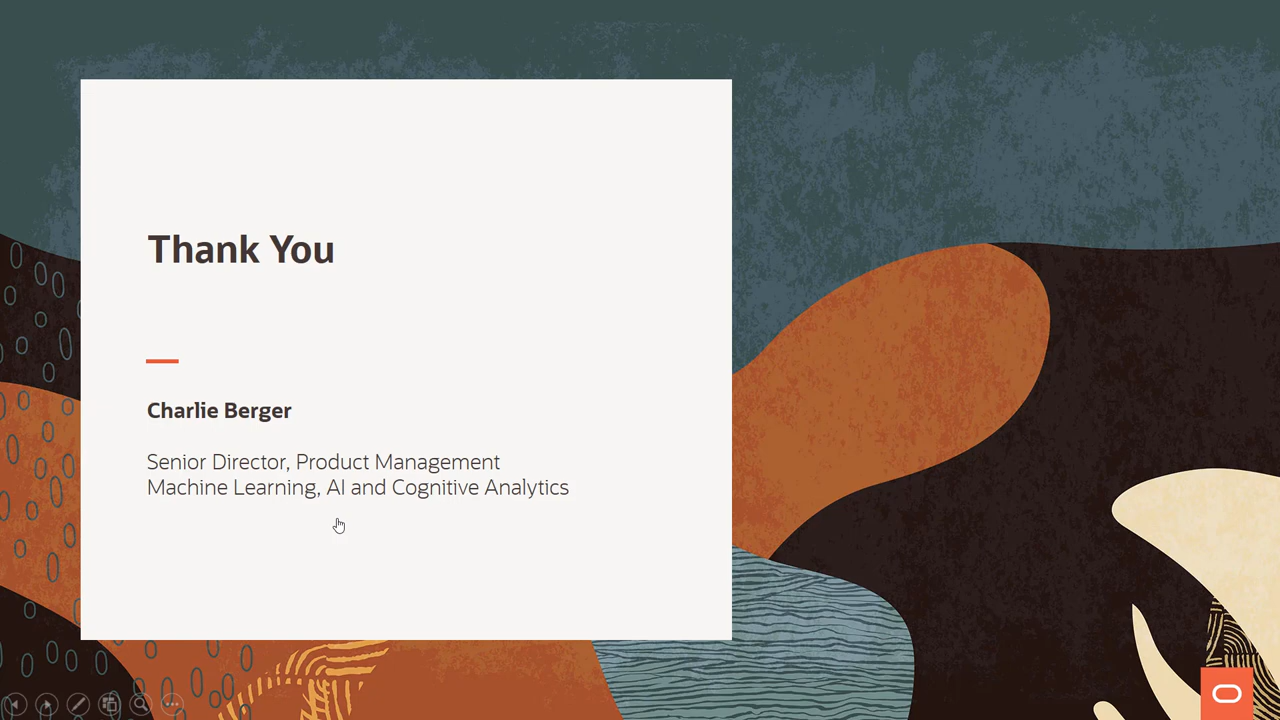 Thank You
Charlie Berger
Senior Director, Product Management
Machine Learning, AI and Cognitive Analytics